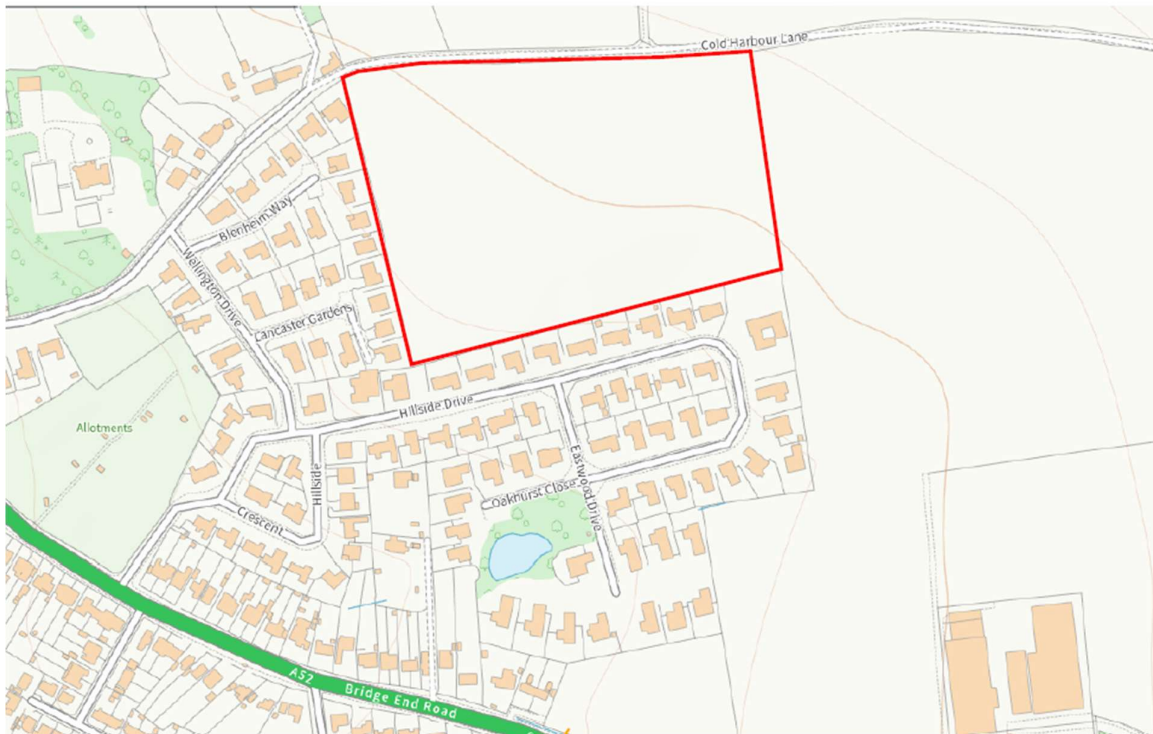 Cold Harbour Lane
Blenheim Way
Wellington Drive
Lancaster Gardens
Hillside Drive
Allotments
Hillside
Crescent
Eastwood Drive
Oakhurst Close
A52 Bridge End Road